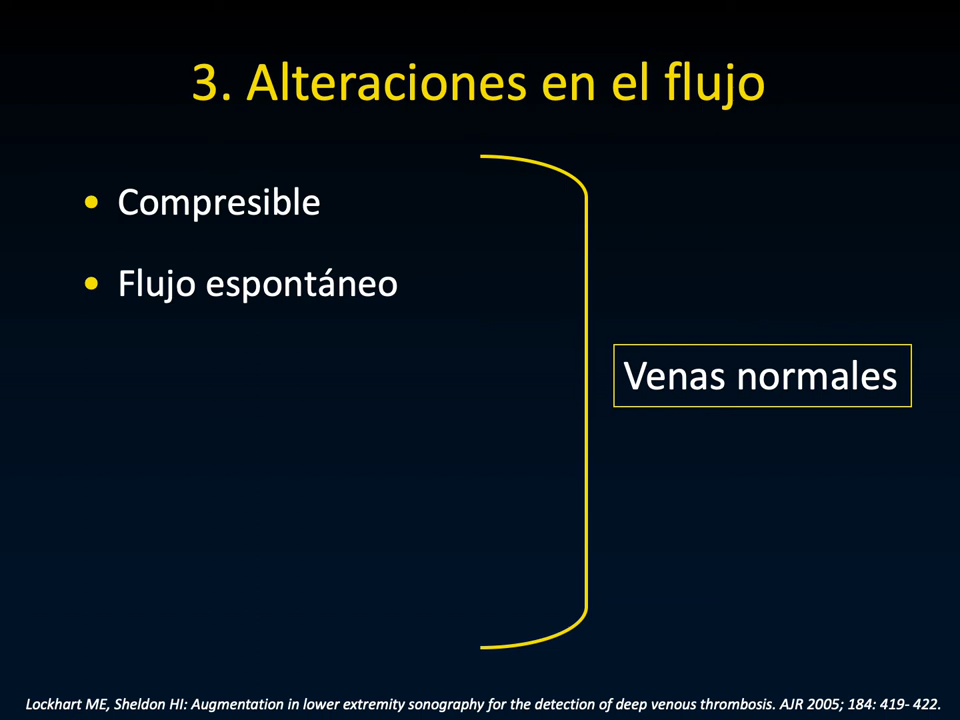 3. Alteraciones en el flujo
• Compresible
• Flujo espontáneo
Venas normales
Lockhart ME, Sheldon HI: Augmentation in lower extremity sonography for the detection of deep venous thrombosis. AJR 2005; 184: 419- 422.